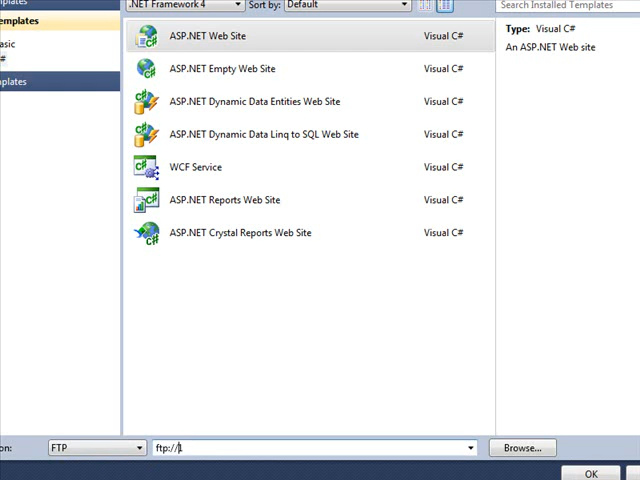 .NET Framework 4 Sort by: Default Search Installed Templates
emplates
asic
#
mplates
ASP.NET Web Site Visual C#
ASP.NET Empty Web Site Visual C#
ASP.NET Dynamic Data Entities Web Site Visual C#
ASP.NET Dynamic Data Linq to SQL Web Site Visual C#
WCF Service Visual C#
ASP.NET Reports Web Site Visual C#
ASP.NET Crystal Reports Web Site Visual C#
Type: Visual C#
An ASP.NET Web site
on: FTP ftp://1 Browse...
OK